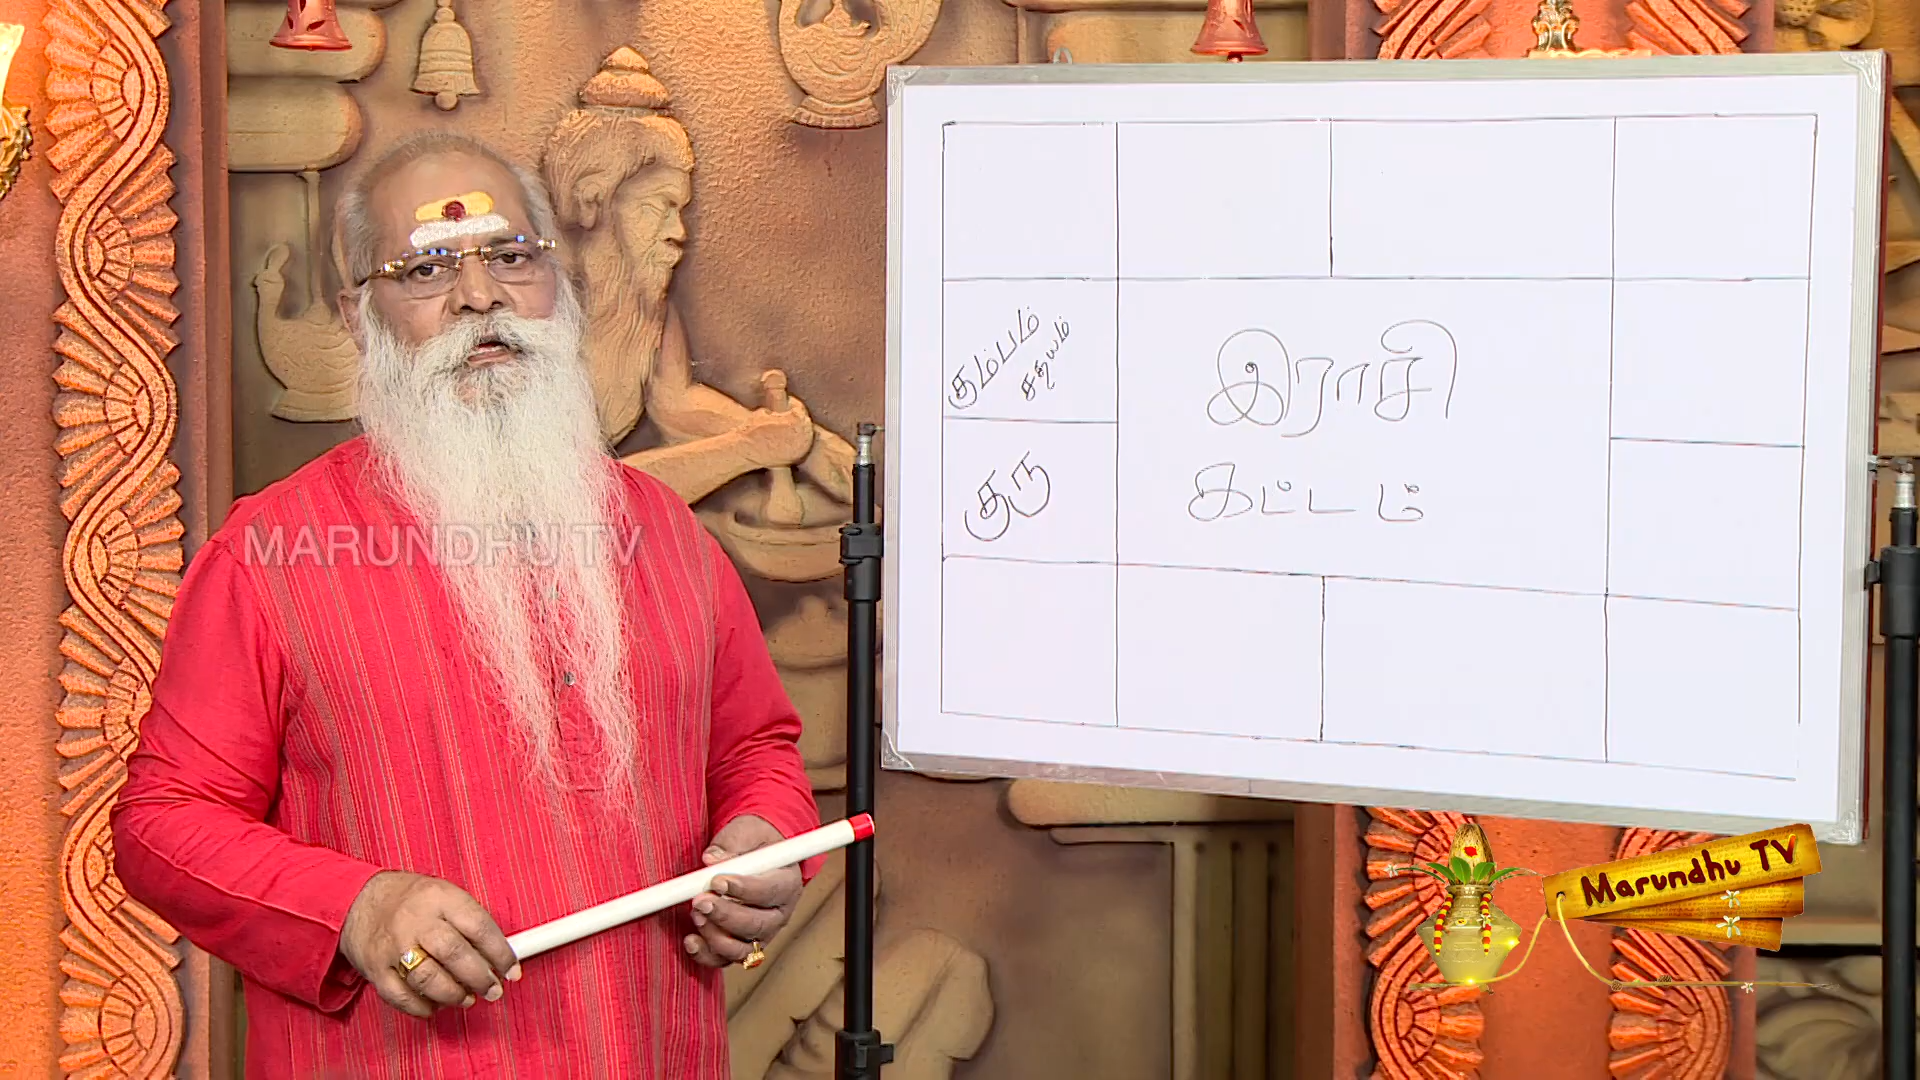 MARUNDHU TV
கும்பம்
சதயம்
குரு
இராசி
கட்டம்
Marundhu TV